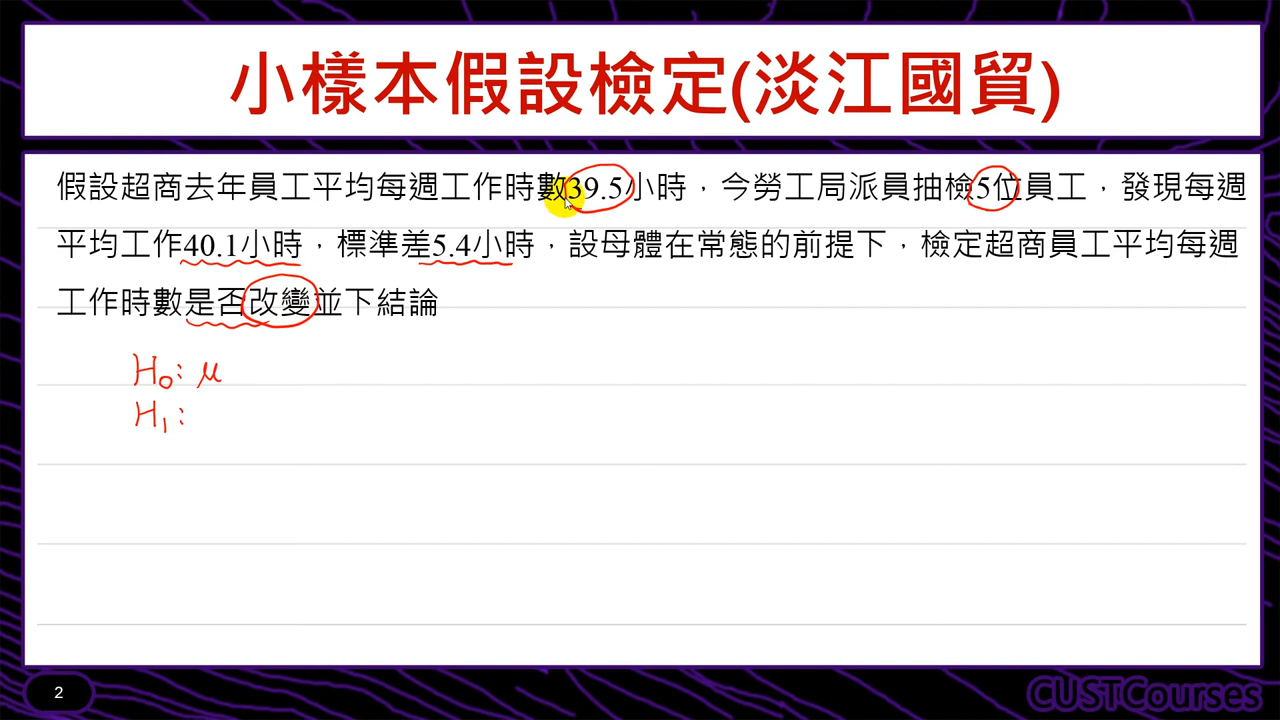 小樣本假設檢定(淡江國貿)
假設超商去年員工平均每週工作時數39.5小時，今勞工局派員抽檢5位員工，發現每週
平均工作40.1小時，標準差5.4小時，設母體在常態的前提下，檢定超商員工平均每週
工作時數是否改變並下結論
H₀: μ
H₁:
2
CUSTCourses